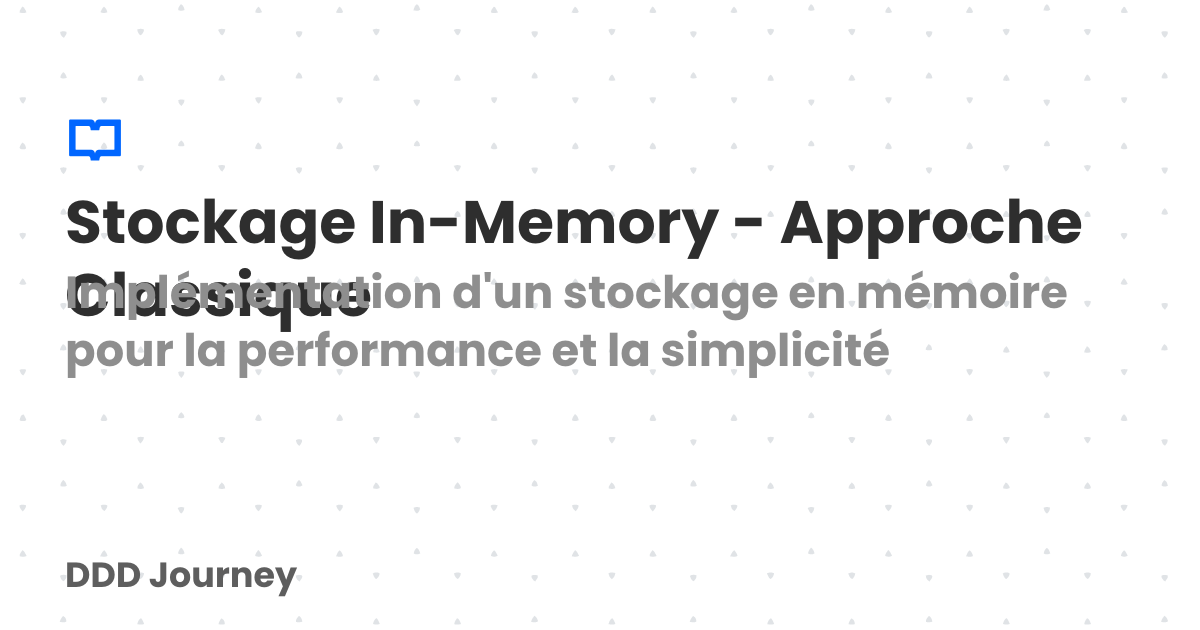 Stockage In-Memory - Approche
Classique
Implémentation d'un stockage en mémoire
pour la performance et la simplicité
DDD Journey